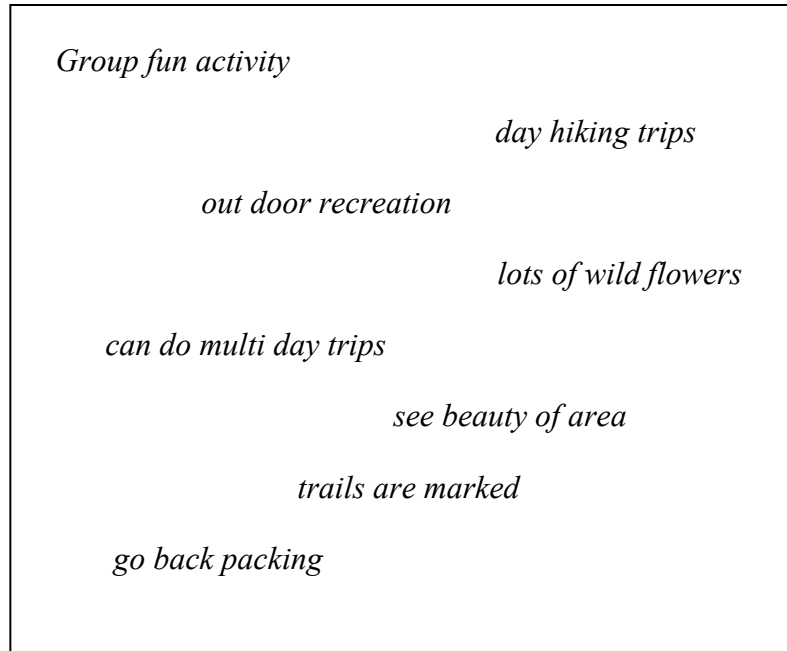 Group fun activity
day hiking trips
out door recreation
lots of wild flowers
can do multi day trips
see beauty of area
trails are marked
go back packing